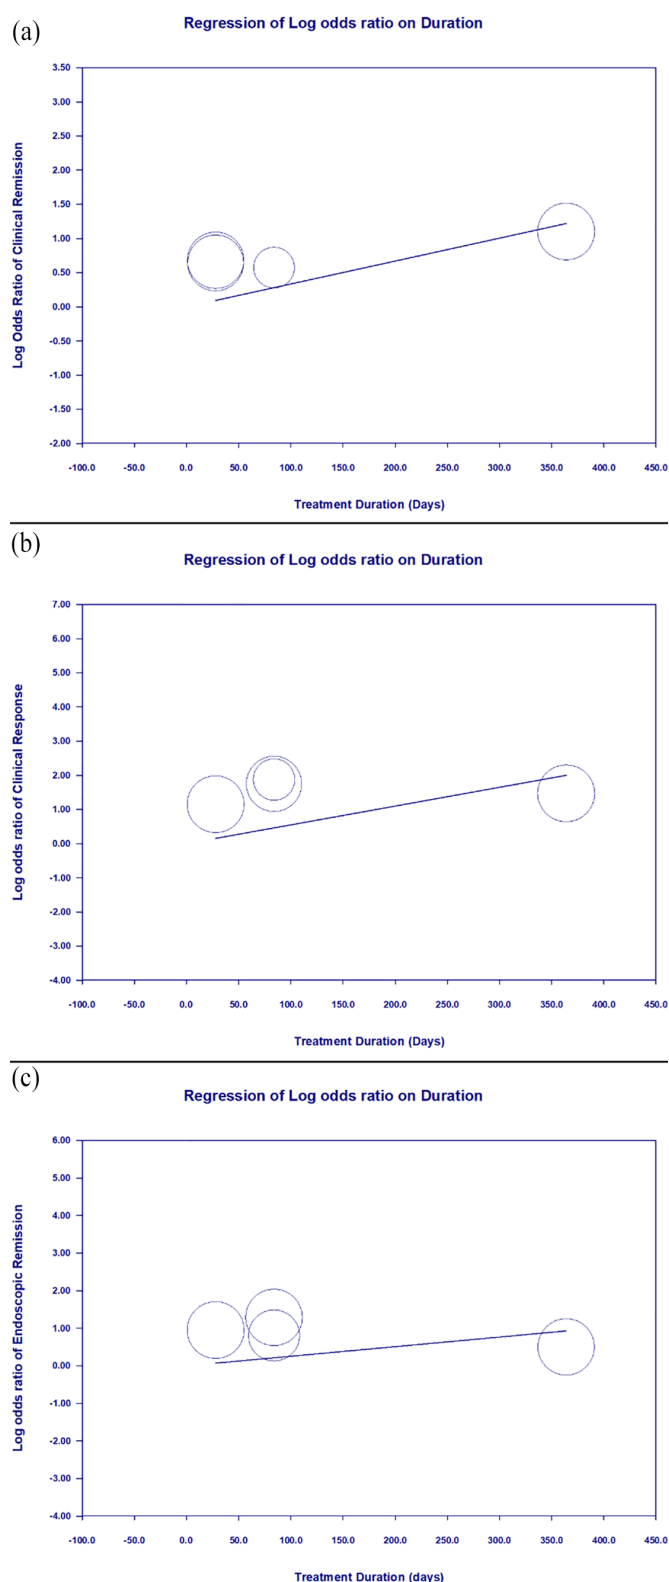 (a)
Regression of Log odds ratio on Duration
Log Odds Ratio of Clinical Remission
3.50
3.00
2.50
2.00
1.50
1.00
0.50
0.00
-0.50
-1.00
-1.50
-2.00
-100.0 -50.0 0.0 50.0 100.0 150.0 200.0 250.0 300.0 350.0 400.0 450.0
Treatment Duration (Days)
(b)
Regression of Log odds ratio on Duration
Log odds ratio of Clinical Response
7.00
6.00
5.00
4.00
3.00
2.00
1.00
0.00
-1.00
-2.00
-3.00
-4.00
-100.0 -50.0 0.0 50.0 100.0 150.0 200.0 250.0 300.0 350.0 400.0 450.0
Treatment Duration (Days)
(c)
Regression of Log odds ratio on Duration
Log odds ratio of Endoscopic Remission
6.00
5.00
4.00
3.00
2.00
1.00
0.00
-1.00
-2.00
-3.00
-4.00
-100.0 -50.0 0.0 50.0 100.0 150.0 200.0 250.0 300.0 350.0 400.0 450.0
Treatment Duration (days)